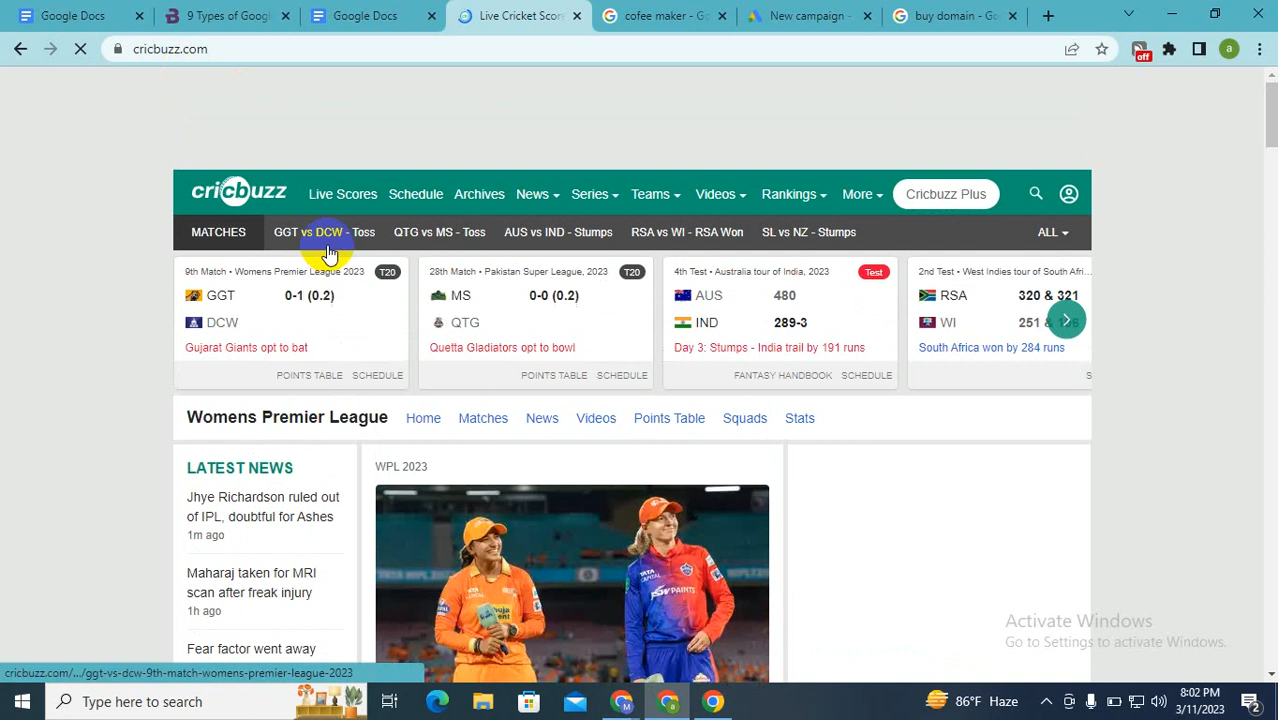 Google Docs
9 Types of Googl
Google Docs
Live Cricket Score
cofee maker - Go
New campaign -
buy domain - Go
cricbuzz.com
off
a
cricbuzz
Live Scores Schedule Archives News Series Teams Videos Rankings More Cricbuzz Plus
MATCHES GGT vs DCW - Toss QTG vs MS - Toss AUS vs IND - Stumps RSA vs WI - RSA Won SL vs NZ - Stumps ALL
9th Match • Womens Premier League 2023 T20
GGT 0-1 (0.2)
DCW
Gujarat Giants opt to bat
POINTS TABLE SCHEDULE
28th Match • Pakistan Super League, 2023 T20
MS 0-0 (0.2)
QTG
Quetta Gladiators opt to bowl
POINTS TABLE SCHEDULE
4th Test • Australia tour of India, 2023 Test
AUS 480
IND 289-3
Day 3: Stumps - India trail by 191 runs
FANTASY HANDBOOK SCHEDULE
2nd Test • West Indies tour of South Afri...
RSA 320 & 321
WI 251 &
South Africa won by 284 runs
S
Womens Premier League Home Matches News Videos Points Table Squads Stats
LATEST NEWS
Jhye Richardson ruled out
of IPL, doubtful for Ashes
1m ago
Maharaj taken for MRI
scan after freak injury
1h ago
Fear factor went away
WPL 2023
TATA
CAPITAL
JSW PAINTS
Activate Windows
Go to Settings to activate Windows.
cricbuzz.com/.../ggt-vs-dcw-9th-match-womens-premier-league-2023
Type here to search
86°F Haze
8:02 PM
3/11/2023
2